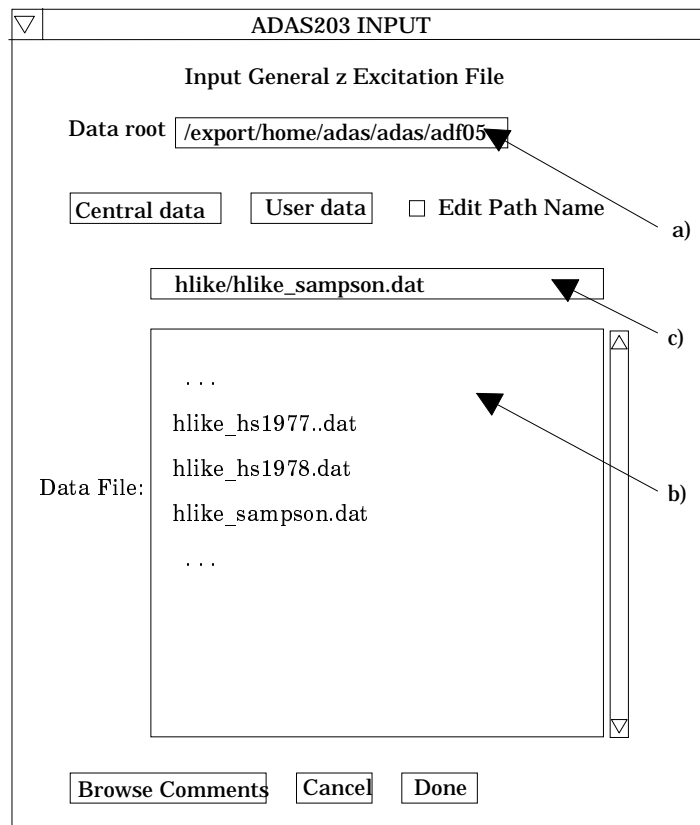 ADAS203 INPUT
Input General z Excitation File
Data root /export/home/adas/adas/adf05
Central data User data Edit Path Name
a)
hlike/hlike_sampson.dat
c)
. . .
hlike_hs1977..dat
hlike_hs1978.dat
Data File:
b)
hlike_sampson.dat
. . .
Browse Comments Cancel Done